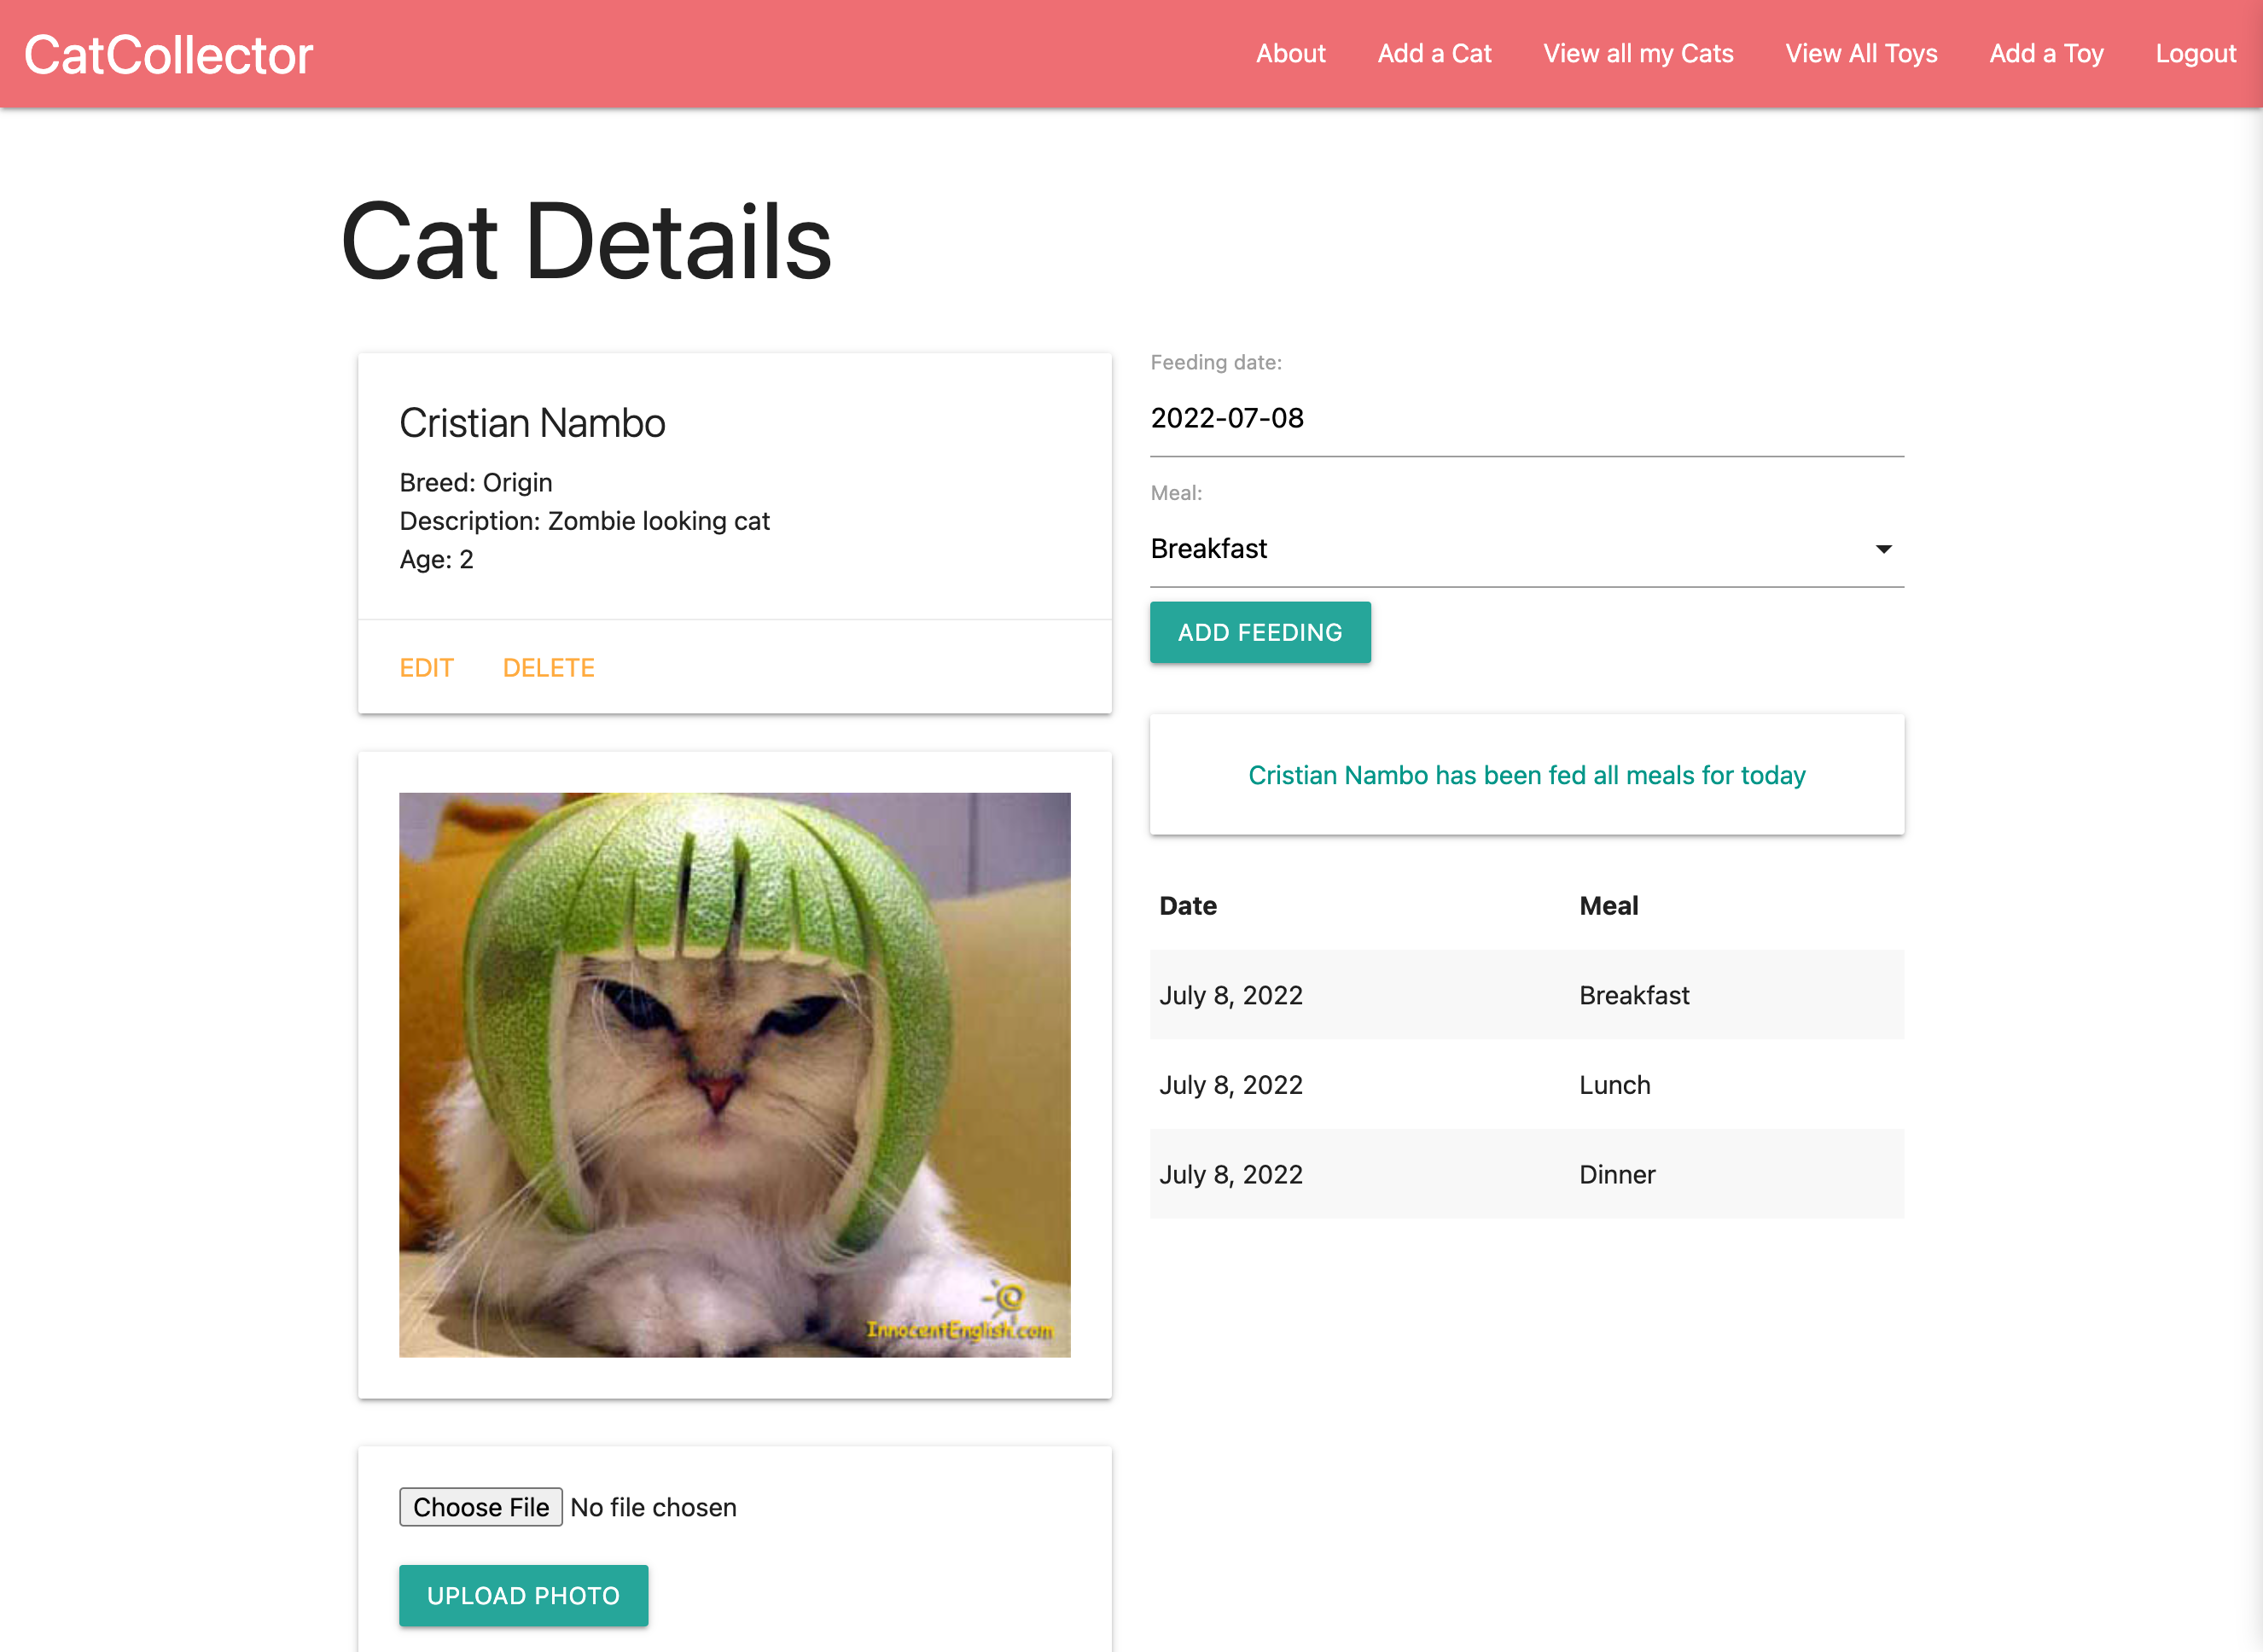 CatCollector
About Add a Cat View all my Cats View All Toys Add a Toy Logout
Cat Details
Cristian Nambo
Breed: Origin
Description: Zombie looking cat
Age: 2
EDIT DELETE
InnocentEnglish.com
Choose File No file chosen
UPLOAD PHOTO
Feeding date:
2022-07-08
Meal:
Breakfast
ADD FEEDING
Cristian Nambo has been fed all meals for today
Date Meal
July 8, 2022 Breakfast
July 8, 2022 Lunch
July 8, 2022 Dinner